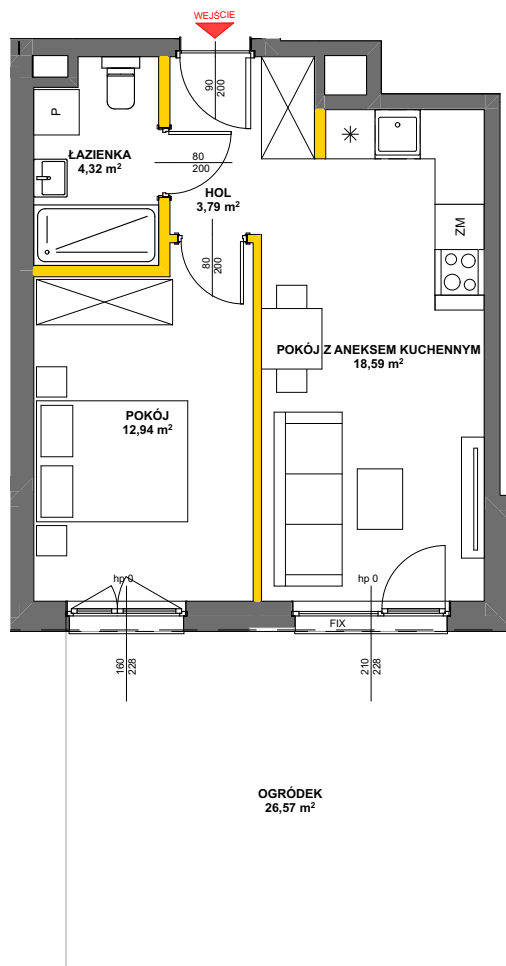 WEJŚCIE
90
200
P
ŁAZIENKA
4,32 m²
80
200
HOL
3,79 m²
ZM
80
200
POKÓJ Z ANEKSEM KUCHENNYM
18,59 m²
POKÓJ
12,94 m²
hp 0
hp 0
FIX
160
228
210
228
OGRÓDEK
26,57 m²